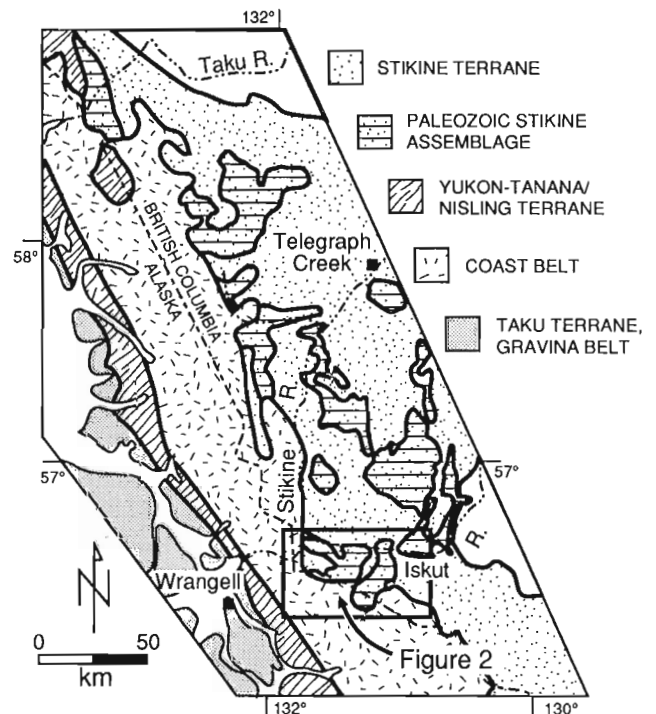 132°
Taku R.
STIKINE TERRANE
PALEOZOIC STIKINE
ASSEMBLAGE
YUKON-TANANA/
NISLING TERRANE
BRITISH COLUMBIA
ALASKA
Telegraph
Creek
58°
COAST BELT
TAKU TERRANE,
GRAVINA BELT
Stikine R.
57°
57°
Iskut R.
Wrangell
N
0 50
km
Figure 2
132°
130°